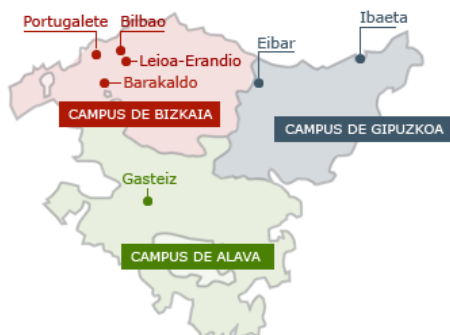 Portugalete
Bilbao
Ibaeta
Eibar
Leioa-Erandio
Barakaldo
CAMPUS DE BIZKAIA
CAMPUS DE GIPUZKOA
Gasteiz
CAMPUS DE ALAVA